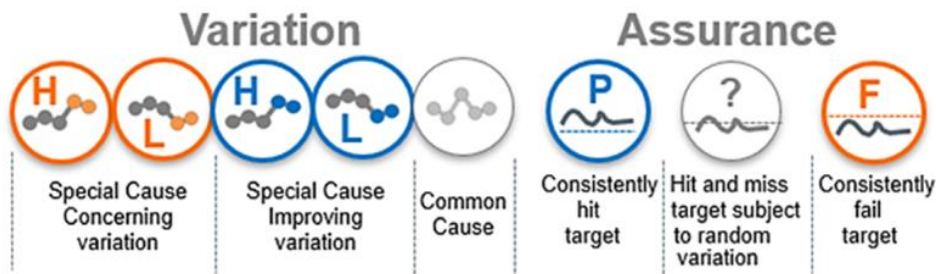 Variation
Assurance
H
L
H
L
P
?
F
Special Cause
Concerning
variation
Special Cause
Improving
variation
Common
Cause
Consistently
hit
target
Hit and miss
target subject
to random
variation
Consistently
fail
target